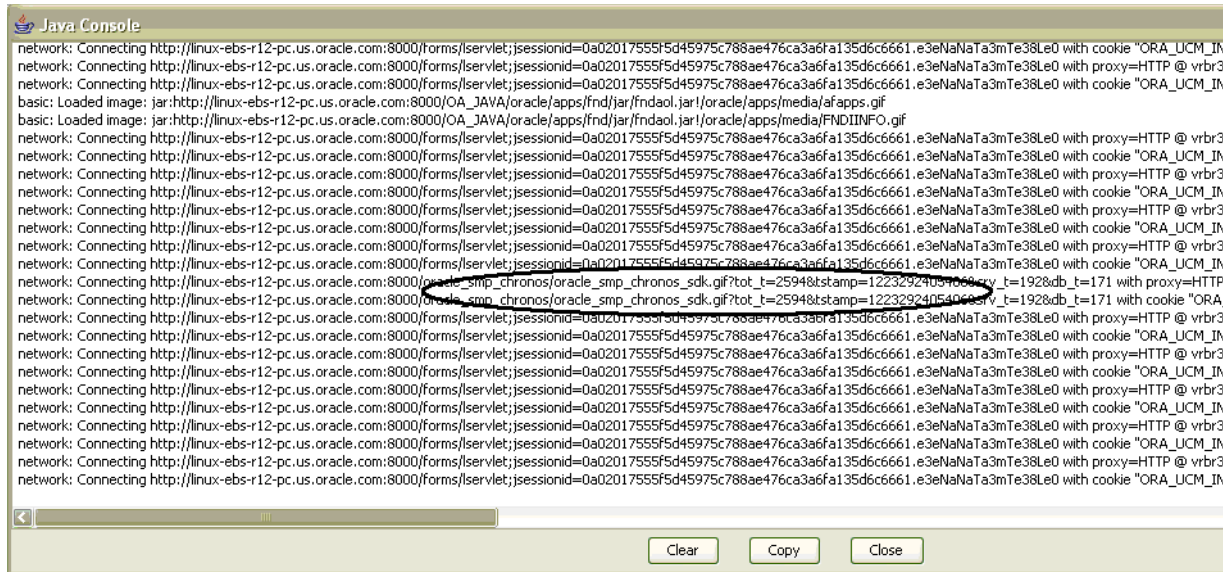 Java Console
network: Connecting http://linux-ebs-r12-pc.us.oracle.com:8000/forms/lservlet;jsessionid=0a02017555f5d45975c788ae476ca3a6fa135d6c6661.e3eNaNaTa3mTe38Le0 with cookie "ORA_UCM_IN
network: Connecting http://linux-ebs-r12-pc.us.oracle.com:8000/forms/lservlet;jsessionid=0a02017555f5d45975c788ae476ca3a6fa135d6c6661.e3eNaNaTa3mTe38Le0 with proxy=HTTP @ vrbr3
network: Connecting http://linux-ebs-r12-pc.us.oracle.com:8000/forms/lservlet;jsessionid=0a02017555f5d45975c788ae476ca3a6fa135d6c6661.e3eNaNaTa3mTe38Le0 with cookie "ORA_UCM_IN
basic: Loaded image: jar:http://linux-ebs-r12-pc.us.oracle.com:8000/OA_JAVA/oracle/apps/fnd/jar/fndaol.jar!/oracle/apps/media/afapps.gif
basic: Loaded image: jar:http://linux-ebs-r12-pc.us.oracle.com:8000/OA_JAVA/oracle/apps/fnd/jar/fndaol.jar!/oracle/apps/media/FNDIINFO.gif
network: Connecting http://linux-ebs-r12-pc.us.oracle.com:8000/forms/lservlet;jsessionid=0a02017555f5d45975c788ae476ca3a6fa135d6c6661.e3eNaNaTa3mTe38Le0 with proxy=HTTP @ vrbr3
network: Connecting http://linux-ebs-r12-pc.us.oracle.com:8000/forms/lservlet;jsessionid=0a02017555f5d45975c788ae476ca3a6fa135d6c6661.e3eNaNaTa3mTe38Le0 with cookie "ORA_UCM_IN
network: Connecting http://linux-ebs-r12-pc.us.oracle.com:8000/forms/lservlet;jsessionid=0a02017555f5d45975c788ae476ca3a6fa135d6c6661.e3eNaNaTa3mTe38Le0 with proxy=HTTP @ vrbr3
network: Connecting http://linux-ebs-r12-pc.us.oracle.com:8000/forms/lservlet;jsessionid=0a02017555f5d45975c788ae476ca3a6fa135d6c6661.e3eNaNaTa3mTe38Le0 with cookie "ORA_UCM_IN
network: Connecting http://linux-ebs-r12-pc.us.oracle.com:8000/forms/lservlet;jsessionid=0a02017555f5d45975c788ae476ca3a6fa135d6c6661.e3eNaNaTa3mTe38Le0 with proxy=HTTP @ vrbr3
network: Connecting http://linux-ebs-r12-pc.us.oracle.com:8000/forms/lservlet;jsessionid=0a02017555f5d45975c788ae476ca3a6fa135d6c6661.e3eNaNaTa3mTe38Le0 with cookie "ORA_UCM_IN
network: Connecting http://linux-ebs-r12-pc.us.oracle.com:8000/forms/lservlet;jsessionid=0a02017555f5d45975c788ae476ca3a6fa135d6c6661.e3eNaNaTa3mTe38Le0 with proxy=HTTP @ vrbr3
network: Connecting http://linux-ebs-r12-pc.us.oracle.com:8000/forms/lservlet;jsessionid=0a02017555f5d45975c788ae476ca3a6fa135d6c6661.e3eNaNaTa3mTe38Le0 with cookie "ORA_UCM_IN
network: Connecting http://linux-ebs-r12-pc.us.oracle.com:8000/oracle_smp_chronos/oracle_smp_chronos_sdk.gif?tot_t=2594&tstamp=1223292405406&srv_t=192&db_t=171 with proxy=HTTP
network: Connecting http://linux-ebs-r12-pc.us.oracle.com:8000/oracle_smp_chronos/oracle_smp_chronos_sdk.gif?tot_t=2594&tstamp=1223292405406&srv_t=192&db_t=171 with cookie "ORA
network: Connecting http://linux-ebs-r12-pc.us.oracle.com:8000/forms/lservlet;jsessionid=0a02017555f5d45975c788ae476ca3a6fa135d6c6661.e3eNaNaTa3mTe38Le0 with proxy=HTTP @ vrbr3
network: Connecting http://linux-ebs-r12-pc.us.oracle.com:8000/forms/lservlet;jsessionid=0a02017555f5d45975c788ae476ca3a6fa135d6c6661.e3eNaNaTa3mTe38Le0 with cookie "ORA_UCM_IN
network: Connecting http://linux-ebs-r12-pc.us.oracle.com:8000/forms/lservlet;jsessionid=0a02017555f5d45975c788ae476ca3a6fa135d6c6661.e3eNaNaTa3mTe38Le0 with proxy=HTTP @ vrbr3
network: Connecting http://linux-ebs-r12-pc.us.oracle.com:8000/forms/lservlet;jsessionid=0a02017555f5d45975c788ae476ca3a6fa135d6c6661.e3eNaNaTa3mTe38Le0 with cookie "ORA_UCM_IN
network: Connecting http://linux-ebs-r12-pc.us.oracle.com:8000/forms/lservlet;jsessionid=0a02017555f5d45975c788ae476ca3a6fa135d6c6661.e3eNaNaTa3mTe38Le0 with proxy=HTTP @ vrbr3
network: Connecting http://linux-ebs-r12-pc.us.oracle.com:8000/forms/lservlet;jsessionid=0a02017555f5d45975c788ae476ca3a6fa135d6c6661.e3eNaNaTa3mTe38Le0 with cookie "ORA_UCM_IN
network: Connecting http://linux-ebs-r12-pc.us.oracle.com:8000/forms/lservlet;jsessionid=0a02017555f5d45975c788ae476ca3a6fa135d6c6661.e3eNaNaTa3mTe38Le0 with proxy=HTTP @ vrbr3
network: Connecting http://linux-ebs-r12-pc.us.oracle.com:8000/forms/lservlet;jsessionid=0a02017555f5d45975c788ae476ca3a6fa135d6c6661.e3eNaNaTa3mTe38Le0 with cookie "ORA_UCM_IN
network: Connecting http://linux-ebs-r12-pc.us.oracle.com:8000/forms/lservlet;jsessionid=0a02017555f5d45975c788ae476ca3a6fa135d6c6661.e3eNaNaTa3mTe38Le0 with proxy=HTTP @ vrbr3
network: Connecting http://linux-ebs-r12-pc.us.oracle.com:8000/forms/lservlet;jsessionid=0a02017555f5d45975c788ae476ca3a6fa135d6c6661.e3eNaNaTa3mTe38Le0 with cookie "ORA_UCM_IN
Clear Copy Close